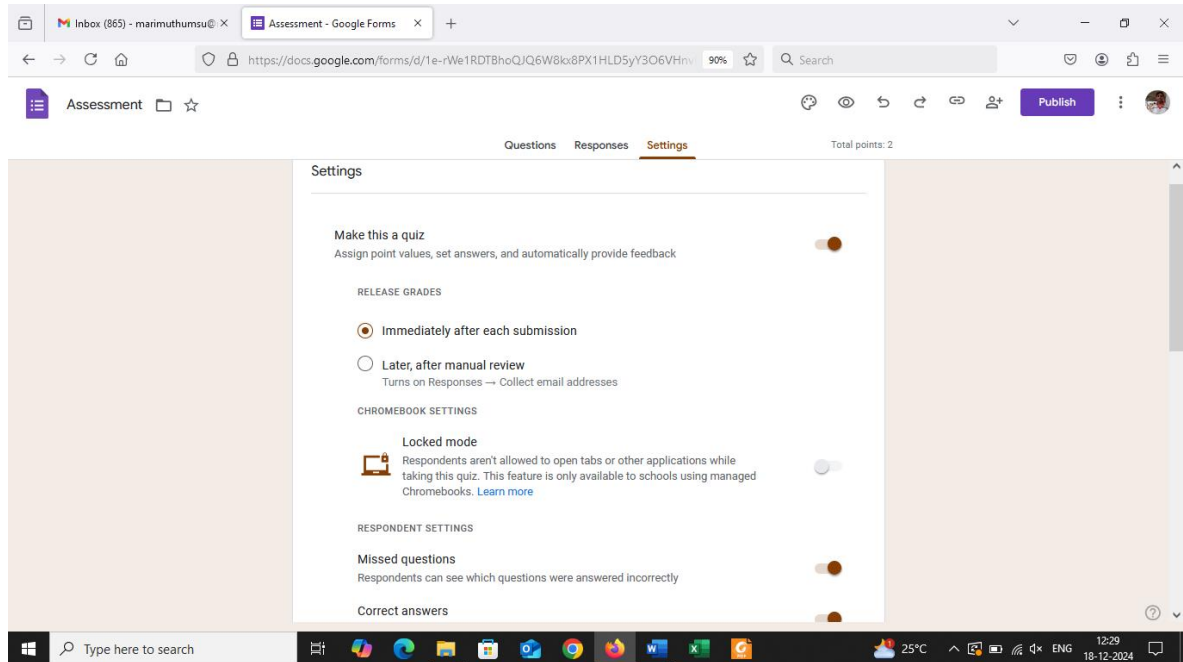 Inbox (865) - marimuthumsu@
Assessment - Google Forms
https://docs.google.com/forms/d/1e-rWe1RDTBhoQJQ6W8kx8PX1HLD5yY3O6VHnv
90%
Search
Assessment
Publish
Questions Responses Settings
Total points: 2
Settings
Make this a quiz
Assign point values, set answers, and automatically provide feedback
RELEASE GRADES
Immediately after each submission
Later, after manual review
Turns on Responses → Collect email addresses
CHROMEBOOK SETTINGS
Locked mode
Respondents aren't allowed to open tabs or other applications while
taking this quiz. This feature is only available to schools using managed
Chromebooks. Learn more
RESPONDENT SETTINGS
Missed questions
Respondents can see which questions were answered incorrectly
Correct answers
Type here to search
25°C
ENG
12:29
18-12-2024